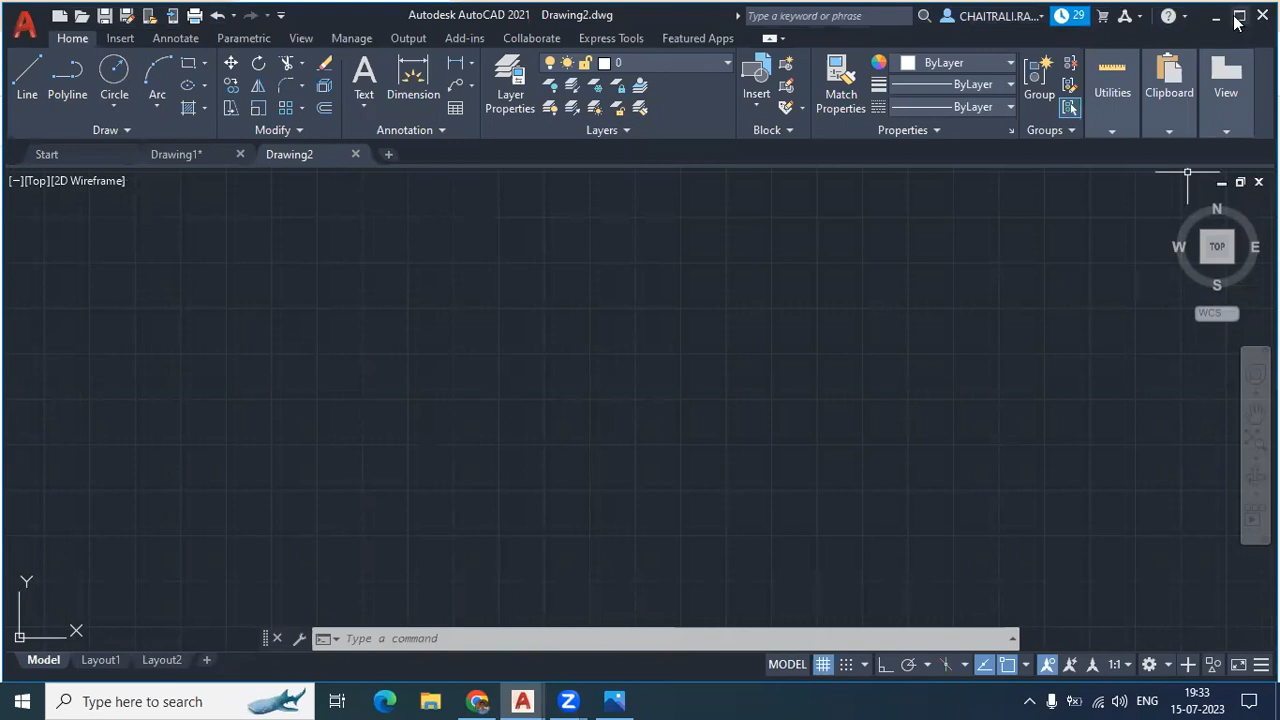 Autodesk AutoCAD 2021 Drawing2.dwg
Type a keyword or phrase
CHAITRALI.RA...
29
Home Insert Annotate Parametric View Manage Output Add-ins Collaborate Express Tools Featured Apps
0
ByLayer
ByLayer
ByLayer
Line Polyline Circle Arc
Text Dimension
Layer
Properties
Insert
Match
Properties
Group
Utilities Clipboard View
Draw Modify Annotation Layers Block Properties Groups
Start Drawing1* Drawing2
[−][Top][2D Wireframe]
N
W TOP E
S
WCS
Y
X
Type a command
Model Layout1 Layout2
MODEL 1:1
Type here to search
ENG
19:33
15-07-2023